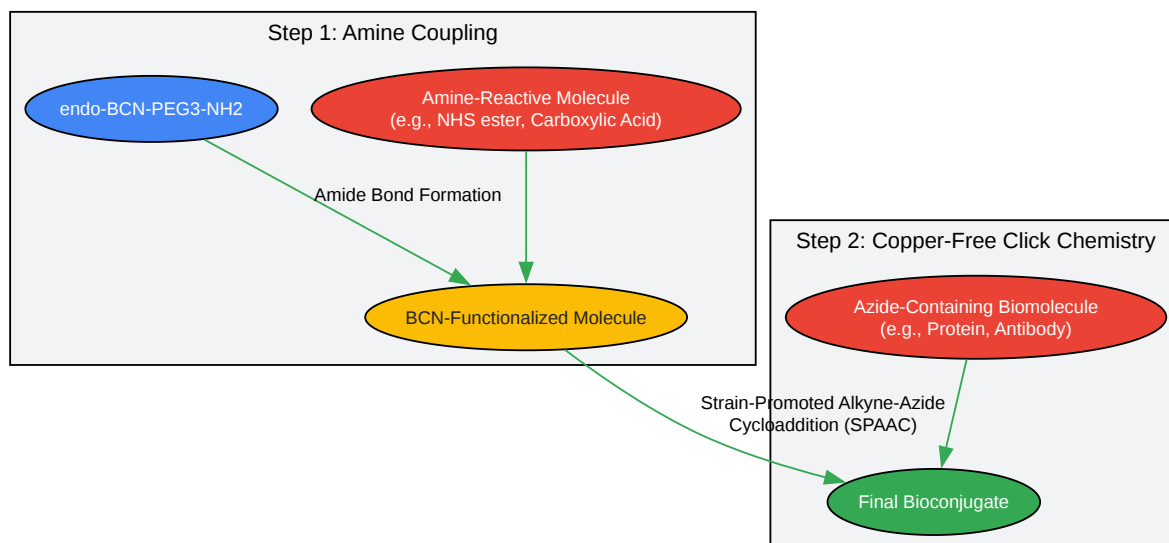 Step 1: Amine Coupling
endo-BCN-PEG3-NH2
Amine-Reactive Molecule
(e.g., NHS ester, Carboxylic Acid)
Amide Bond Formation
BCN-Functionalized Molecule
Step 2: Copper-Free Click Chemistry
Azide-Containing Biomolecule
(e.g., Protein, Antibody)
Strain-Promoted Alkyne-Azide
Cycloaddition (SPAAC)
Final Bioconjugate